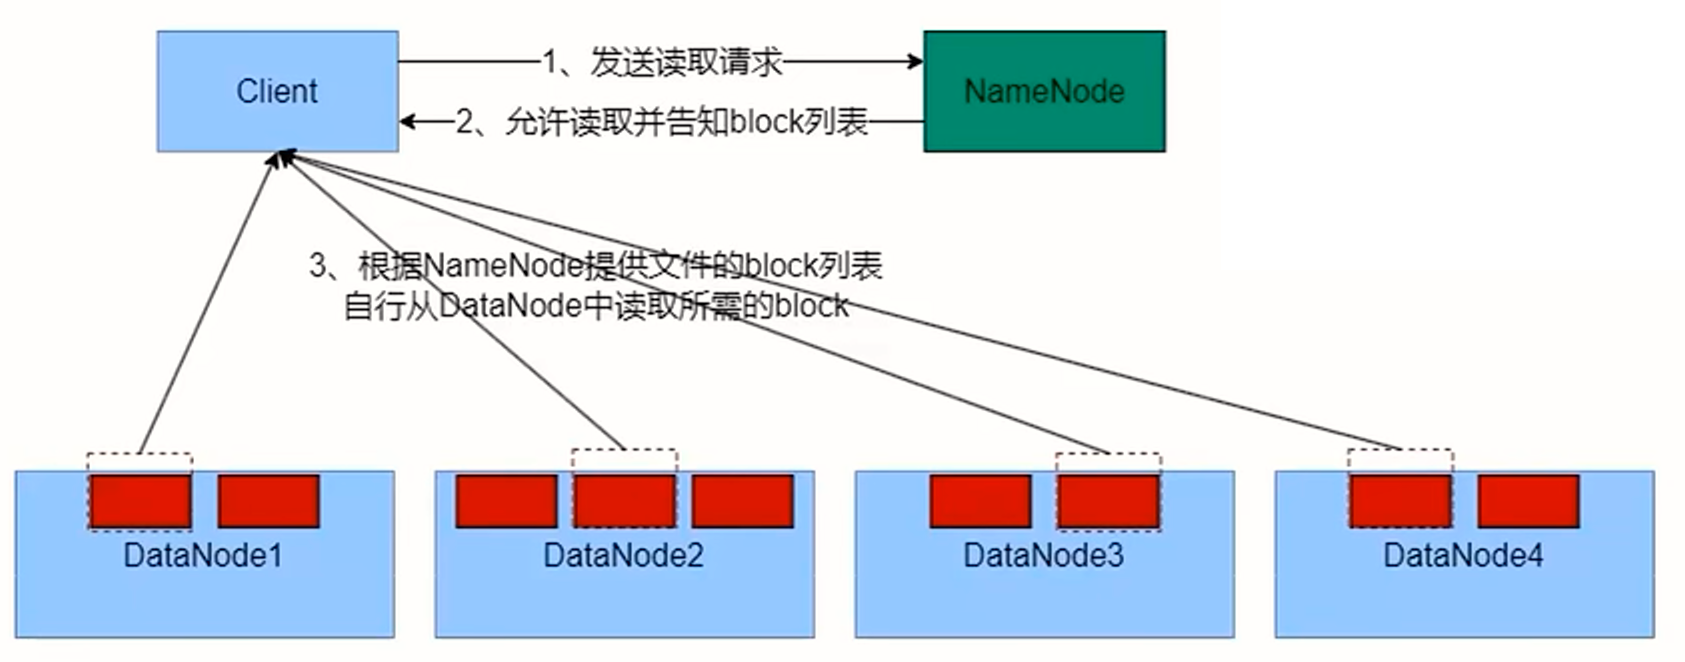 Client
1、发送读取请求
NameNode
2、允许读取并告知block列表
3、根据NameNode提供文件的block列表
自行从DataNode中读取所需的block
DataNode1
DataNode2
DataNode3
DataNode4